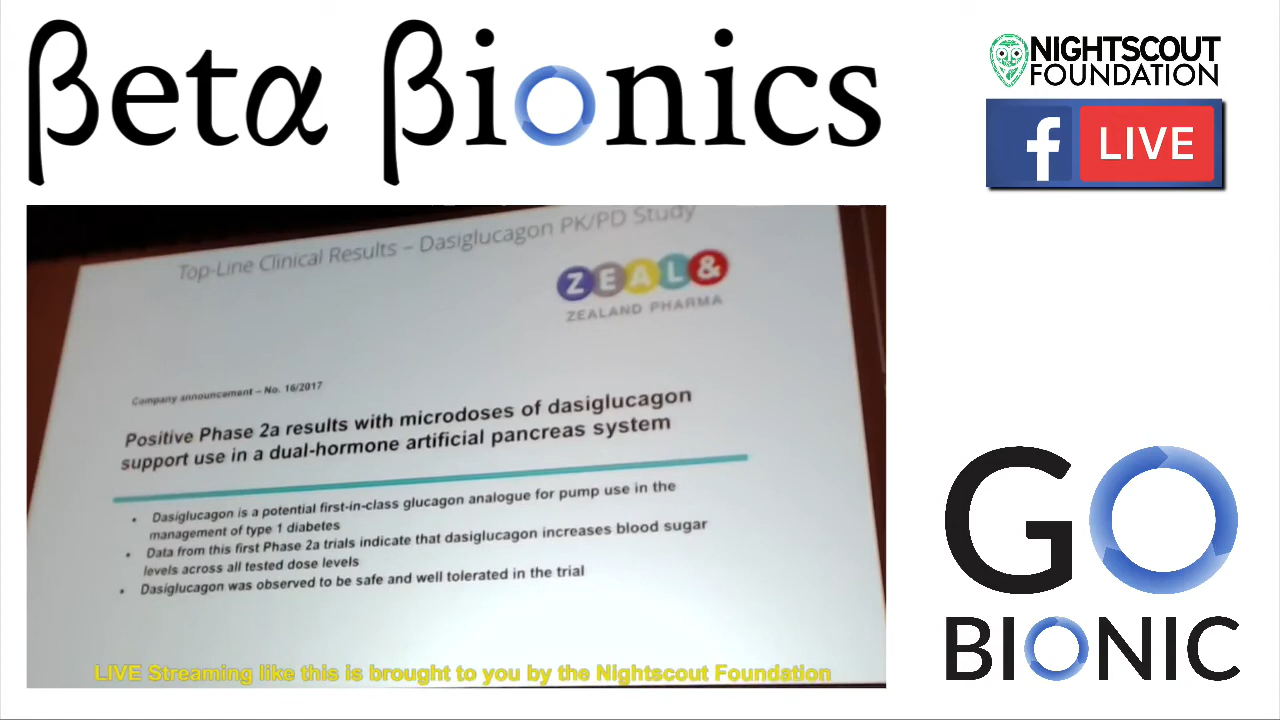 βetα βionics
NIGHTSCOUT
FOUNDATION
f LIVE
Top-Line Clinical Results – Dasiglucagon PK/PD Study
ZEAL&
ZEALAND PHARMA
Company announcement – No. 16/2017
Positive Phase 2a results with microdoses of dasiglucagon
support use in a dual-hormone artificial pancreas system
• Dasiglucagon is a potential first-in-class glucagon analogue for pump use in the
management of type 1 diabetes
• Data from this first Phase 2a trials indicate that dasiglucagon increases blood sugar
levels across all tested dose levels
• Dasiglucagon was observed to be safe and well tolerated in the trial
LIVE Streaming like this is brought to you by the Nightscout Foundation
GO
BIONIC